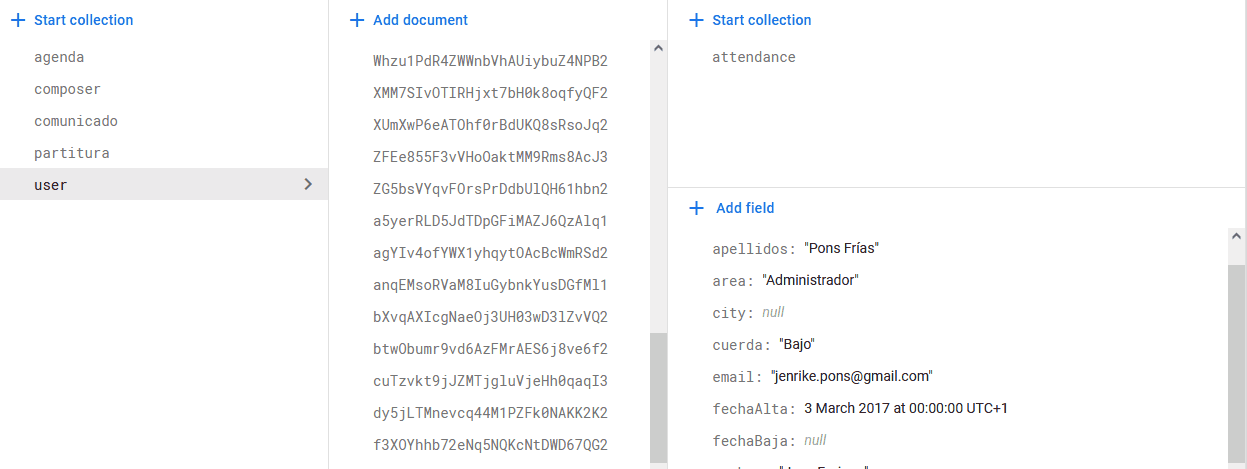 Start collection
agenda
composer
comunicado
partitura
user
Add document
Whzu1PdR4ZWWnbVhAUiybuZ4NPB2
XMM7SIvOTIRHjxt7bH0k8oqfyQF2
XUmXwP6eATOhf0rBdUKQ8sRsoJq2
ZFEe855F3vVHoOaktMM9Rms8AcJ3
ZG5bsVYqvFOrsPrDdbUlQH61hbn2
a5yerRLD5JdTDpGFiMAZJ6QzAlq1
agYIv4ofYWX1yhqytOAcBcWmRSd2
anqEMsoRVaM8IuGybnkYusDGfMl1
bXvqAXIcgNaeOj3UH03wD3lZvVQ2
btwObumr9vd6AzFMrAES6j8ve6f2
cuTzvkt9jJZMTjgluVjeHh0qaqI3
dy5jLTMnevcq44M1PZFk0NAKK2K2
f3XOYhhb72eNq5NQKcNtDWD67QG2
Start collection
attendance
Add field
apellidos: "Pons Frías"
area: "Administrador"
city: null
cuerda: "Bajo"
email: "jenrike.pons@gmail.com"
fechaAlta: 3 March 2017 at 00:00:00 UTC+1
fechaBaja: null